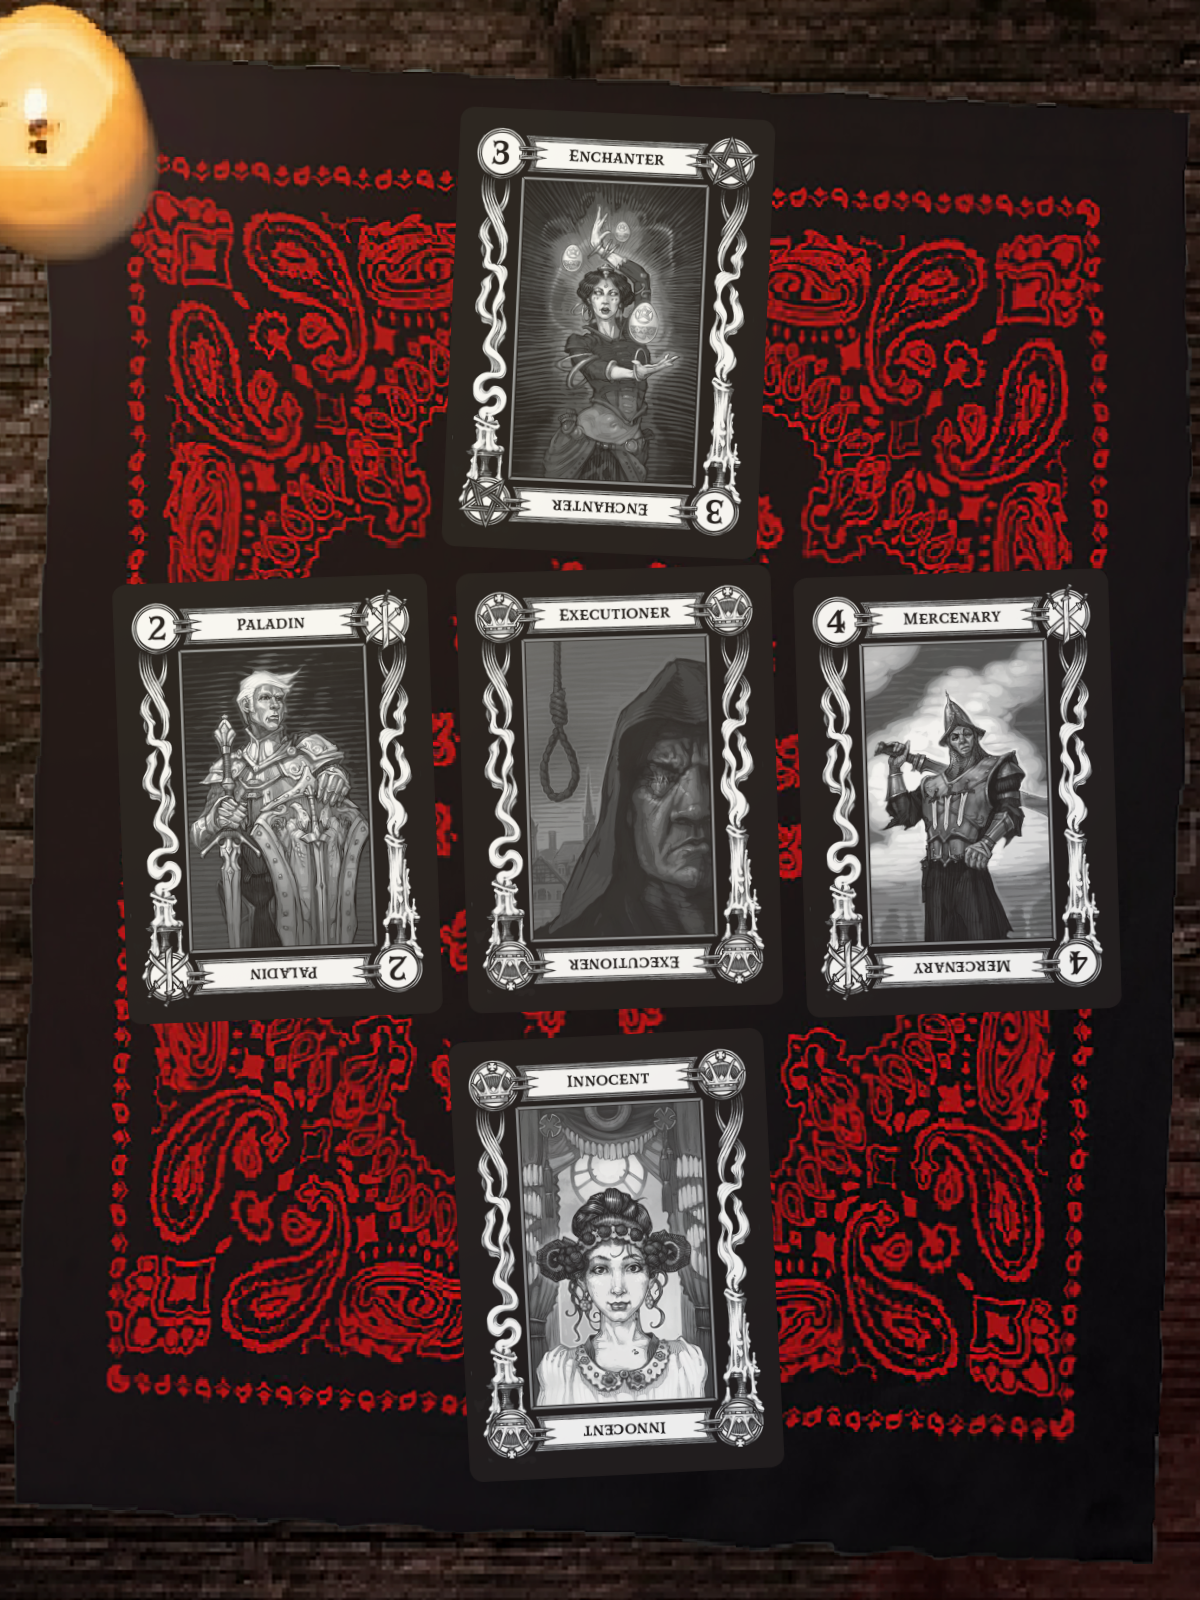 3 ENCHANTER
ENCHANTER 3
2 PALADIN
PALADIN 2
EXECUTIONER
EXECUTIONER
4 MERCENARY
MERCENARY 4
INNOCENT
INNOCENT